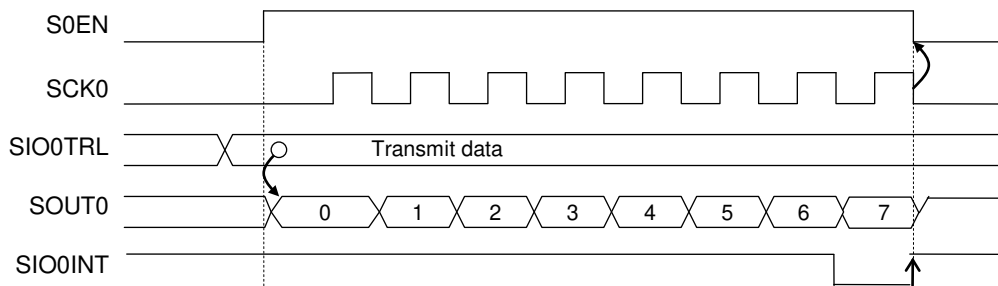 S0EN
SCK0
SIO0TRL Transmit data
SOUT0 0 1 2 3 4 5 6 7
SIO0INT